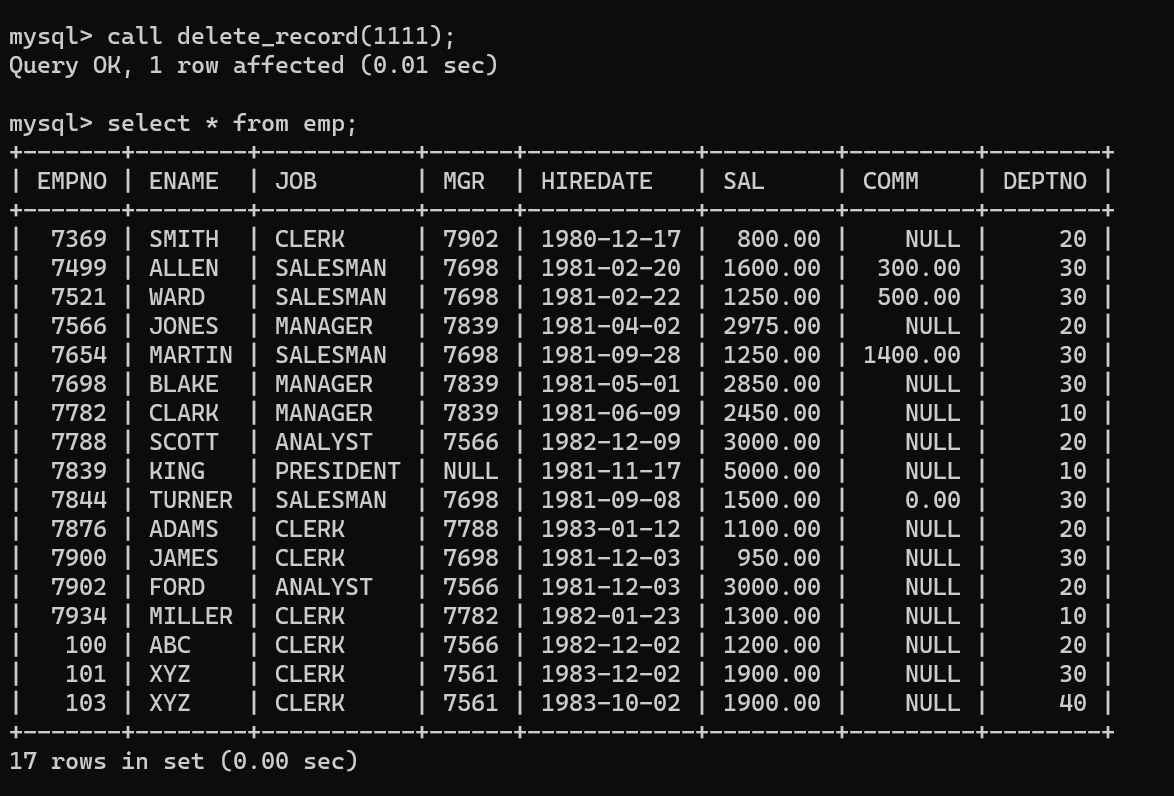 mysql> call delete_record(1111);
Query OK, 1 row affected (0.01 sec)

mysql> select * from emp;
+-------+--------+-----------+------+------------+---------+---------+--------+
| EMPNO | ENAME  | JOB       | MGR  | HIREDATE   | SAL     | COMM    | DEPTNO |
+-------+--------+-----------+------+------------+---------+---------+--------+
|  7369 | SMITH  | CLERK     | 7902 | 1980-12-17 |  800.00 |    NULL |     20 |
|  7499 | ALLEN  | SALESMAN  | 7698 | 1981-02-20 | 1600.00 |  300.00 |     30 |
|  7521 | WARD   | SALESMAN  | 7698 | 1981-02-22 | 1250.00 |  500.00 |     30 |
|  7566 | JONES  | MANAGER   | 7839 | 1981-04-02 | 2975.00 |    NULL |     20 |
|  7654 | MARTIN | SALESMAN  | 7698 | 1981-09-28 | 1250.00 | 1400.00 |     30 |
|  7698 | BLAKE  | MANAGER   | 7839 | 1981-05-01 | 2850.00 |    NULL |     30 |
|  7782 | CLARK  | MANAGER   | 7839 | 1981-06-09 | 2450.00 |    NULL |     10 |
|  7788 | SCOTT  | ANALYST   | 7566 | 1982-12-09 | 3000.00 |    NULL |     20 |
|  7839 | KING   | PRESIDENT | NULL | 1981-11-17 | 5000.00 |    NULL |     10 |
|  7844 | TURNER | SALESMAN  | 7698 | 1981-09-08 | 1500.00 |    0.00 |     30 |
|  7876 | ADAMS  | CLERK     | 7788 | 1983-01-12 | 1100.00 |    NULL |     20 |
|  7900 | JAMES  | CLERK     | 7698 | 1981-12-03 |  950.00 |    NULL |     30 |
|  7902 | FORD   | ANALYST   | 7566 | 1981-12-03 | 3000.00 |    NULL |     20 |
|  7934 | MILLER | CLERK     | 7782 | 1982-01-23 | 1300.00 |    NULL |     10 |
|   100 | ABC    | CLERK     | 7566 | 1982-12-02 | 1200.00 |    NULL |     20 |
|   101 | XYZ    | CLERK     | 7561 | 1983-12-02 | 1900.00 |    NULL |     30 |
|   103 | XYZ    | CLERK     | 7561 | 1983-10-02 | 1900.00 |    NULL |     40 |
+-------+--------+-----------+------+------------+---------+---------+--------+
17 rows in set (0.00 sec)